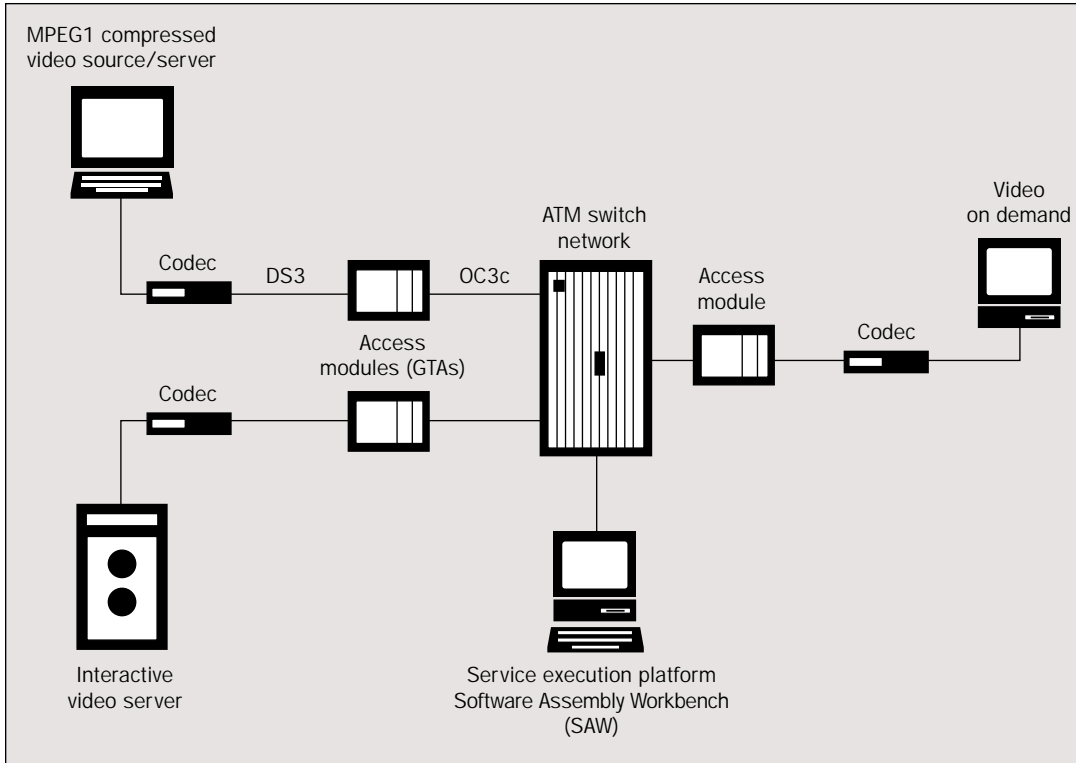 MPEG1 compressed
video source/server
Codec
DS3
OC3c
Access
modules (GTAs)
Codec
Interactive
video server
ATM switch
network
Access
module
Codec
Video
on demand
Service execution platform
Software Assembly Workbench
(SAW)